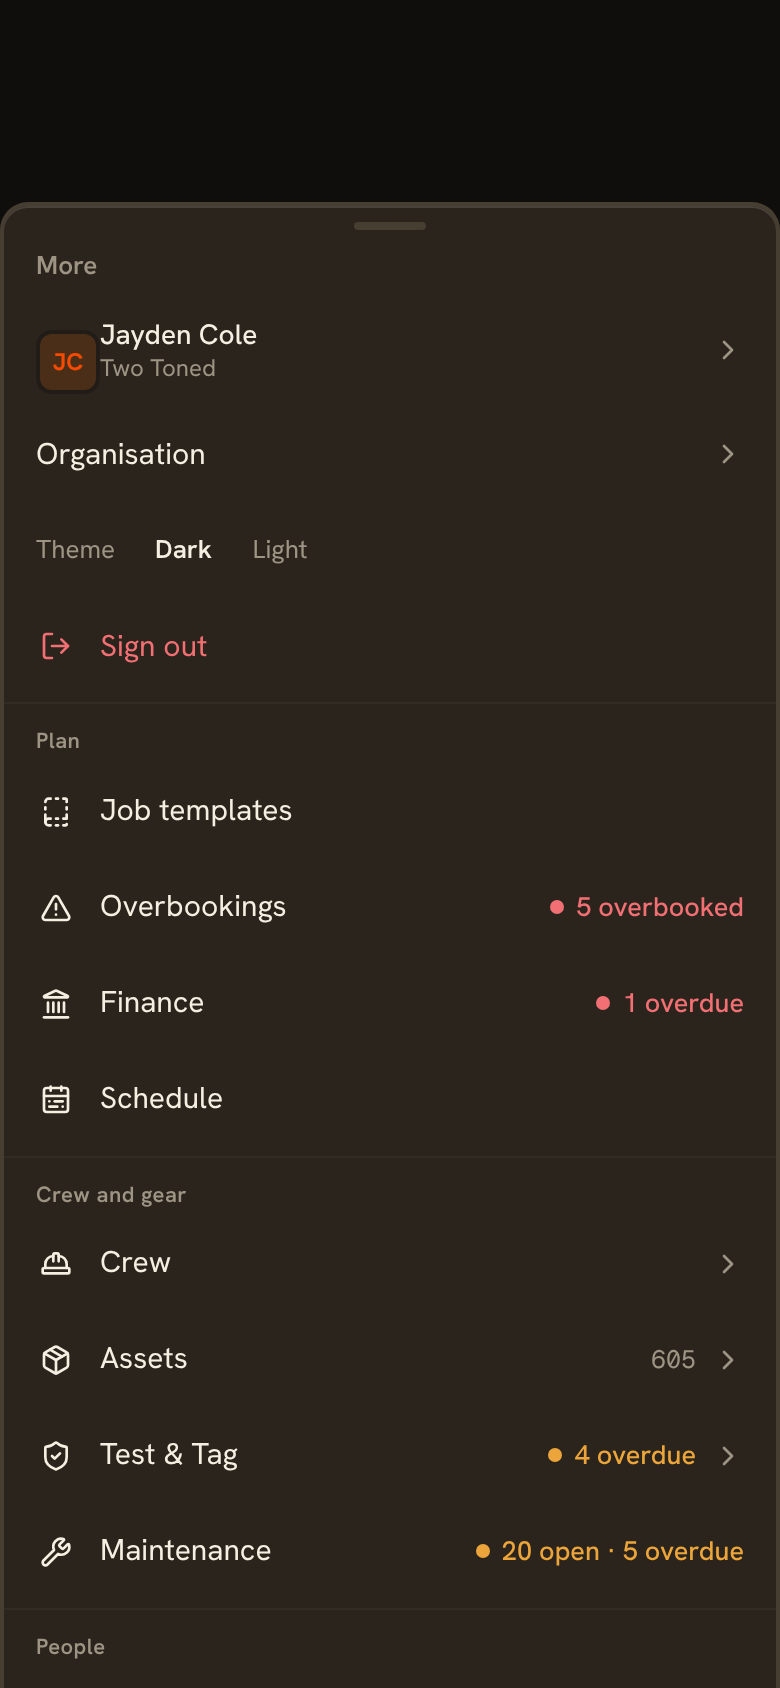 More
JC
Jayden Cole
Two Toned
Organisation
Theme Dark Light
Sign out
Plan
Job templates
Overbookings 5 overbooked
Finance 1 overdue
Schedule
Crew and gear
Crew
Assets 605
Test & Tag 4 overdue
Maintenance 20 open · 5 overdue
People